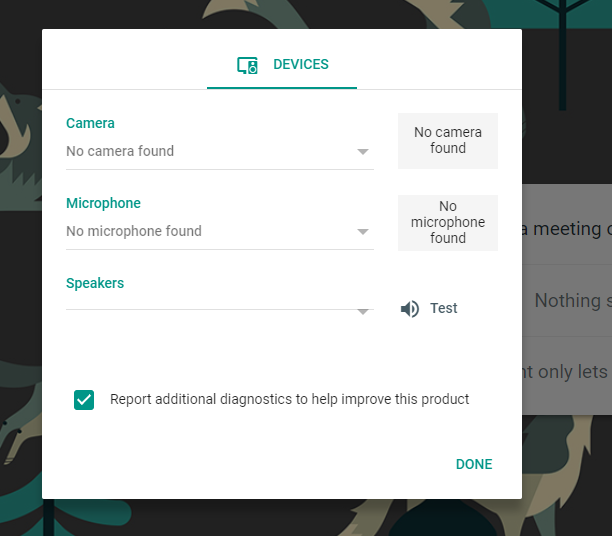 DEVICES
Camera
No camera found
No camera
found
Microphone
No microphone found
No
microphone
found
Speakers
Test
Report additional diagnostics to help improve this product
DONE
a meeting
Nothing
only lets